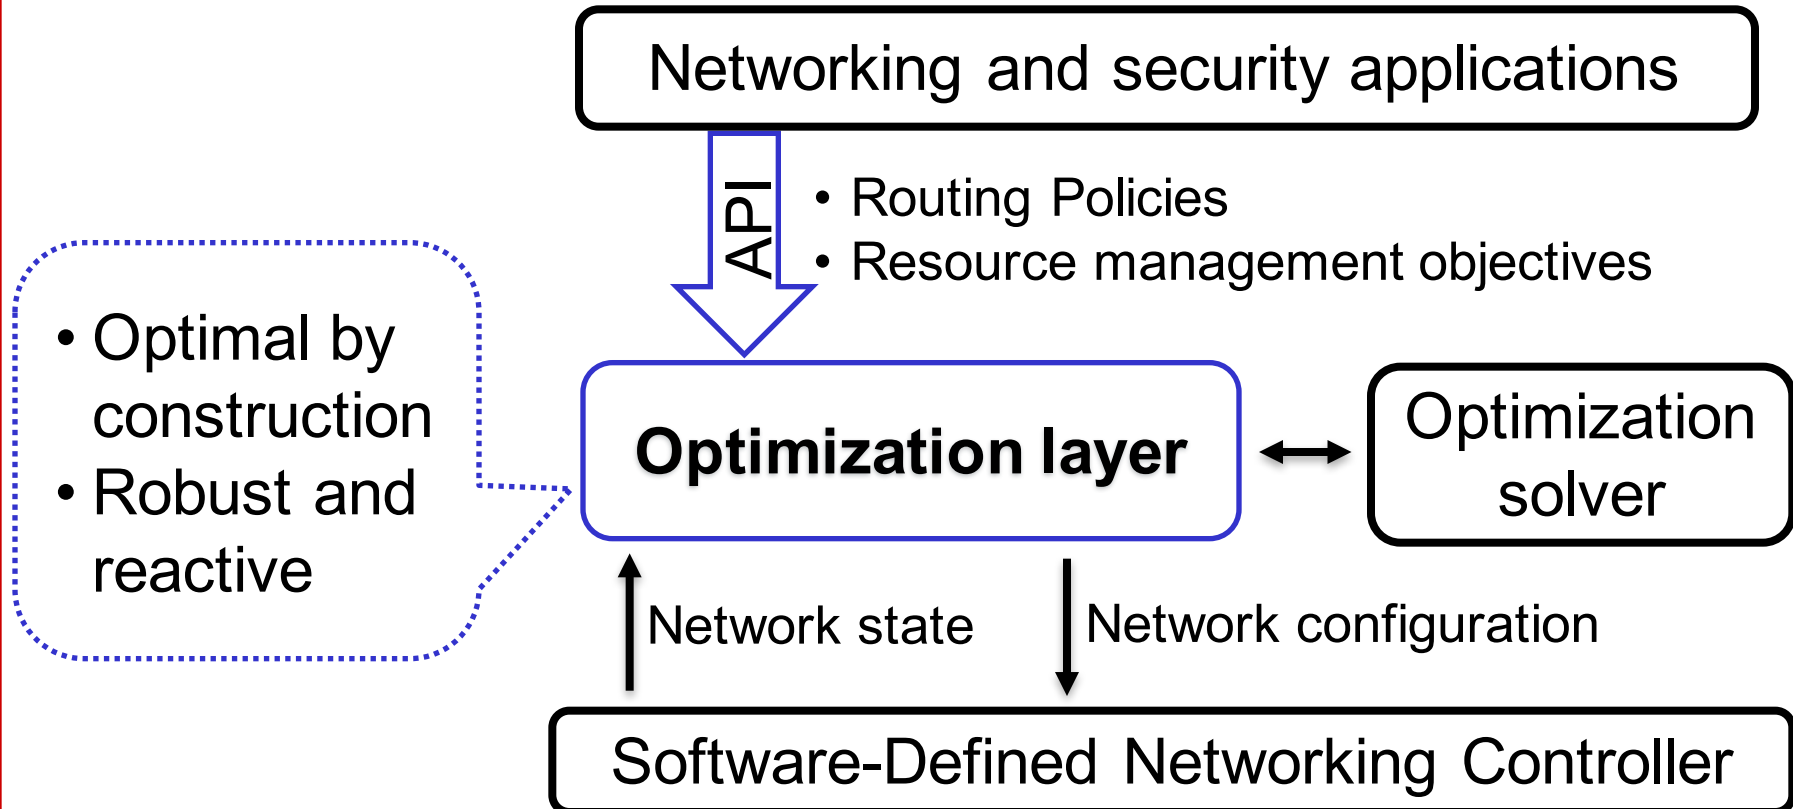 Networking and security applications
API
• Routing Policies
• Resource management objectives
• Optimal by
construction
• Robust and
reactive
Optimization layer
Optimization
solver
Network state
Network configuration
Software-Defined Networking Controller